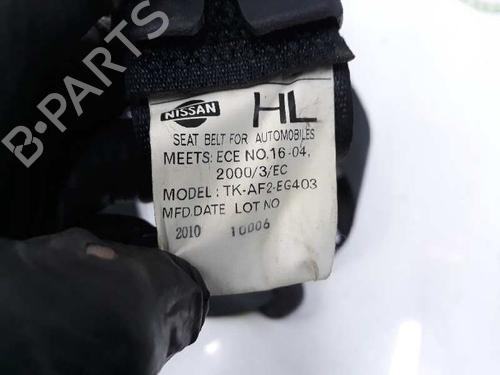 NISSAN
HL
SEAT BELT FOR AUTOMOBILES
MEETS: ECE NO.16-04,
2000/3/EC
MODEL: TK-AF2-EG403
MFD.DATE LOT NO
2010 10006
B-PARTS